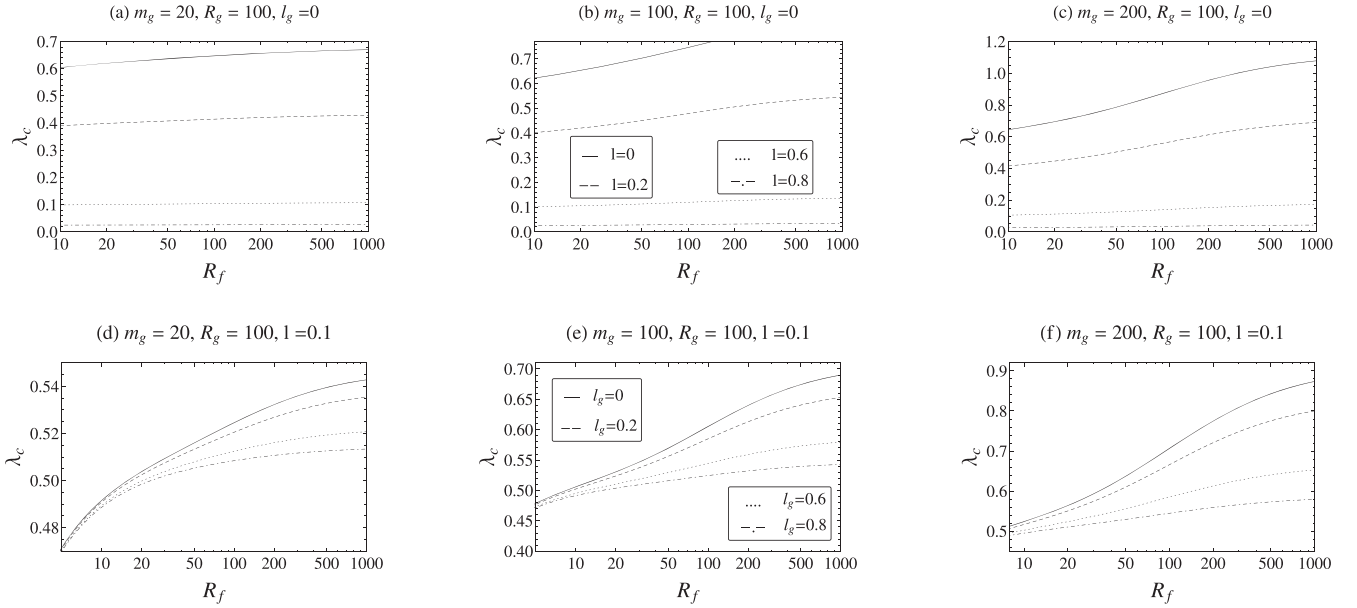 (a) m_g = 20, R_g = 100, l_g=0
0.7
0.6
0.5
0.4
0.3
0.2
0.1
0.0
λ_c
10 20 50 100 200 500 1000
R_f
(b) m_g = 100, R_g = 100, l_g=0
0.7
0.6
0.5
0.4
0.3
0.2
0.1
0.0
λ_c
l=0
l=0.2
l=0.6
l=0.8
10 20 50 100 200 500 1000
R_f
(c) m_g = 200, R_g = 100, l_g=0
1.2
1.0
0.8
0.6
0.4
0.2
0.0
λ_c
10 20 50 100 200 500 1000
R_f
(d) m_g = 20, R_g = 100, l =0.1
0.54
0.52
0.50
0.48
λ_c
10 20 50 100 200 500 1000
R_f
(e) m_g = 100, R_g = 100, l =0.1
0.70
0.65
0.60
0.55
0.50
0.45
0.40
λ_c
l_g=0
l_g=0.2
l_g=0.6
l_g=0.8
10 20 50 100 200 500 1000
R_f
(f) m_g = 200, R_g = 100, l =0.1
0.9
0.8
0.7
0.6
0.5
λ_c
10 20 50 100 200 500 1000
R_f